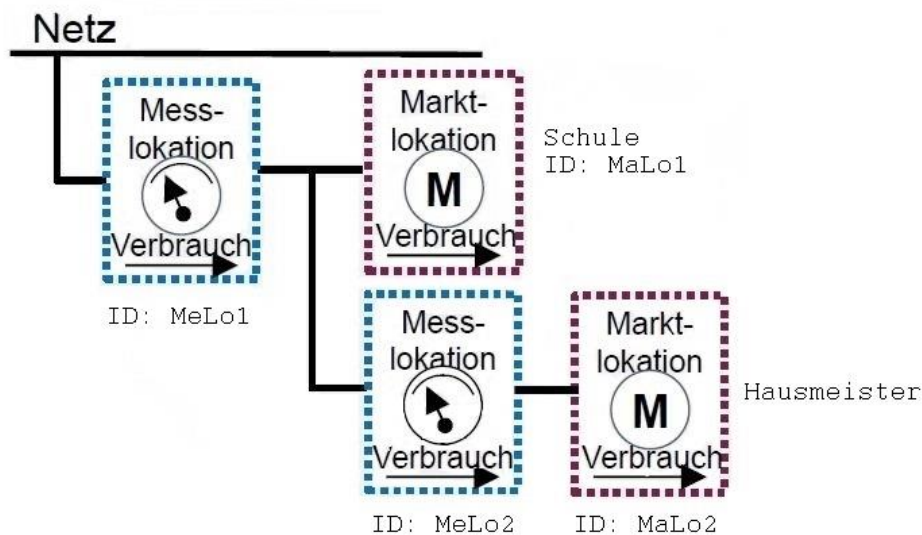 Netz
Mess-
lokation
Verbrauch
ID: MeLo1
Markt-
lokation
M
Verbrauch
Schule
ID: MaLo1
Mess-
lokation
Verbrauch
ID: MeLo2
Markt-
lokation
M
Verbrauch
Hausmeister
ID: MaLo2